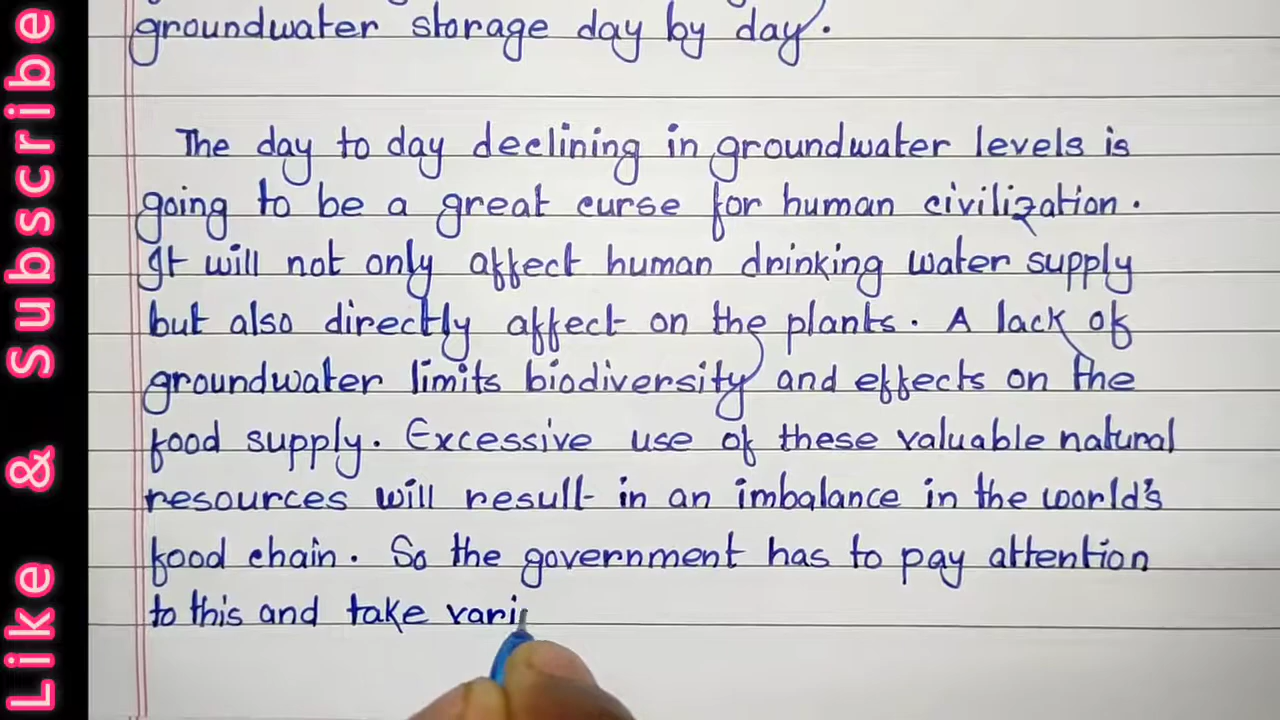 Like & Subscribe
groundwater storage day by day.
The day to day declining in groundwater levels is
going to be a great curse for human civilization.
It will not only affect human drinking water supply
but also directly affect on the plants. A lack of
groundwater limits biodiversity and effects on the
food supply. Excessive use of these valuable natural
resources will result in an imbalance in the world's
food chain. So the government has to pay attention
to this and take vari